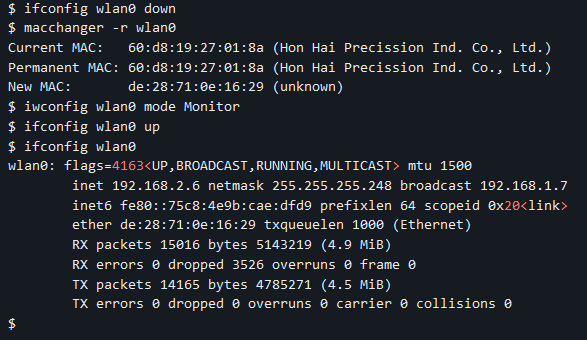 $ ifconfig wlan0 down
$ macchanger -r wlan0
Current MAC:   60:d8:19:27:01:8a (Hon Hai Precission Ind. Co., Ltd.)
Permanent MAC: 60:d8:19:27:01:8a (Hon Hai Precission Ind. Co., Ltd.)
New MAC:       de:28:71:0e:16:29 (unknown)
$ iwconfig wlan0 mode Monitor
$ ifconfig wlan0 up
$ ifconfig wlan0
wlan0: flags=4163<UP,BROADCAST,RUNNING,MULTICAST> mtu 1500
        inet 192.168.2.6 netmask 255.255.255.248 broadcast 192.168.1.7
        inet6 fe80::75c8:4e9b:cae:dfd9 prefixlen 64 scopeid 0x20<link>
        ether de:28:71:0e:16:29 txqueuelen 1000 (Ethernet)
        RX packets 15016 bytes 5143219 (4.9 MiB)
        RX errors 0 dropped 3526 overruns 0 frame 0
        TX packets 14165 bytes 4785271 (4.5 MiB)
        TX errors 0 dropped 0 overruns 0 carrier 0 collisions 0
$